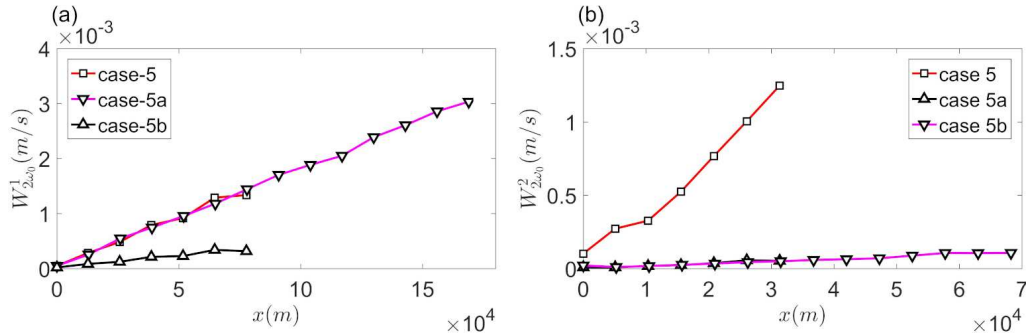 (a)
×10⁻³
4
3
2
1
0
W¹₂ω₀(m/s)
case-5
case-5a
case-5b
0 5 10 15
x(m)
×10⁴
(b)
×10⁻³
1.5
1
0.5
0
W²₂ω₀(m/s)
case 5
case 5a
case 5b
0 1 2 3 4 5 6 7
x(m)
×10⁴